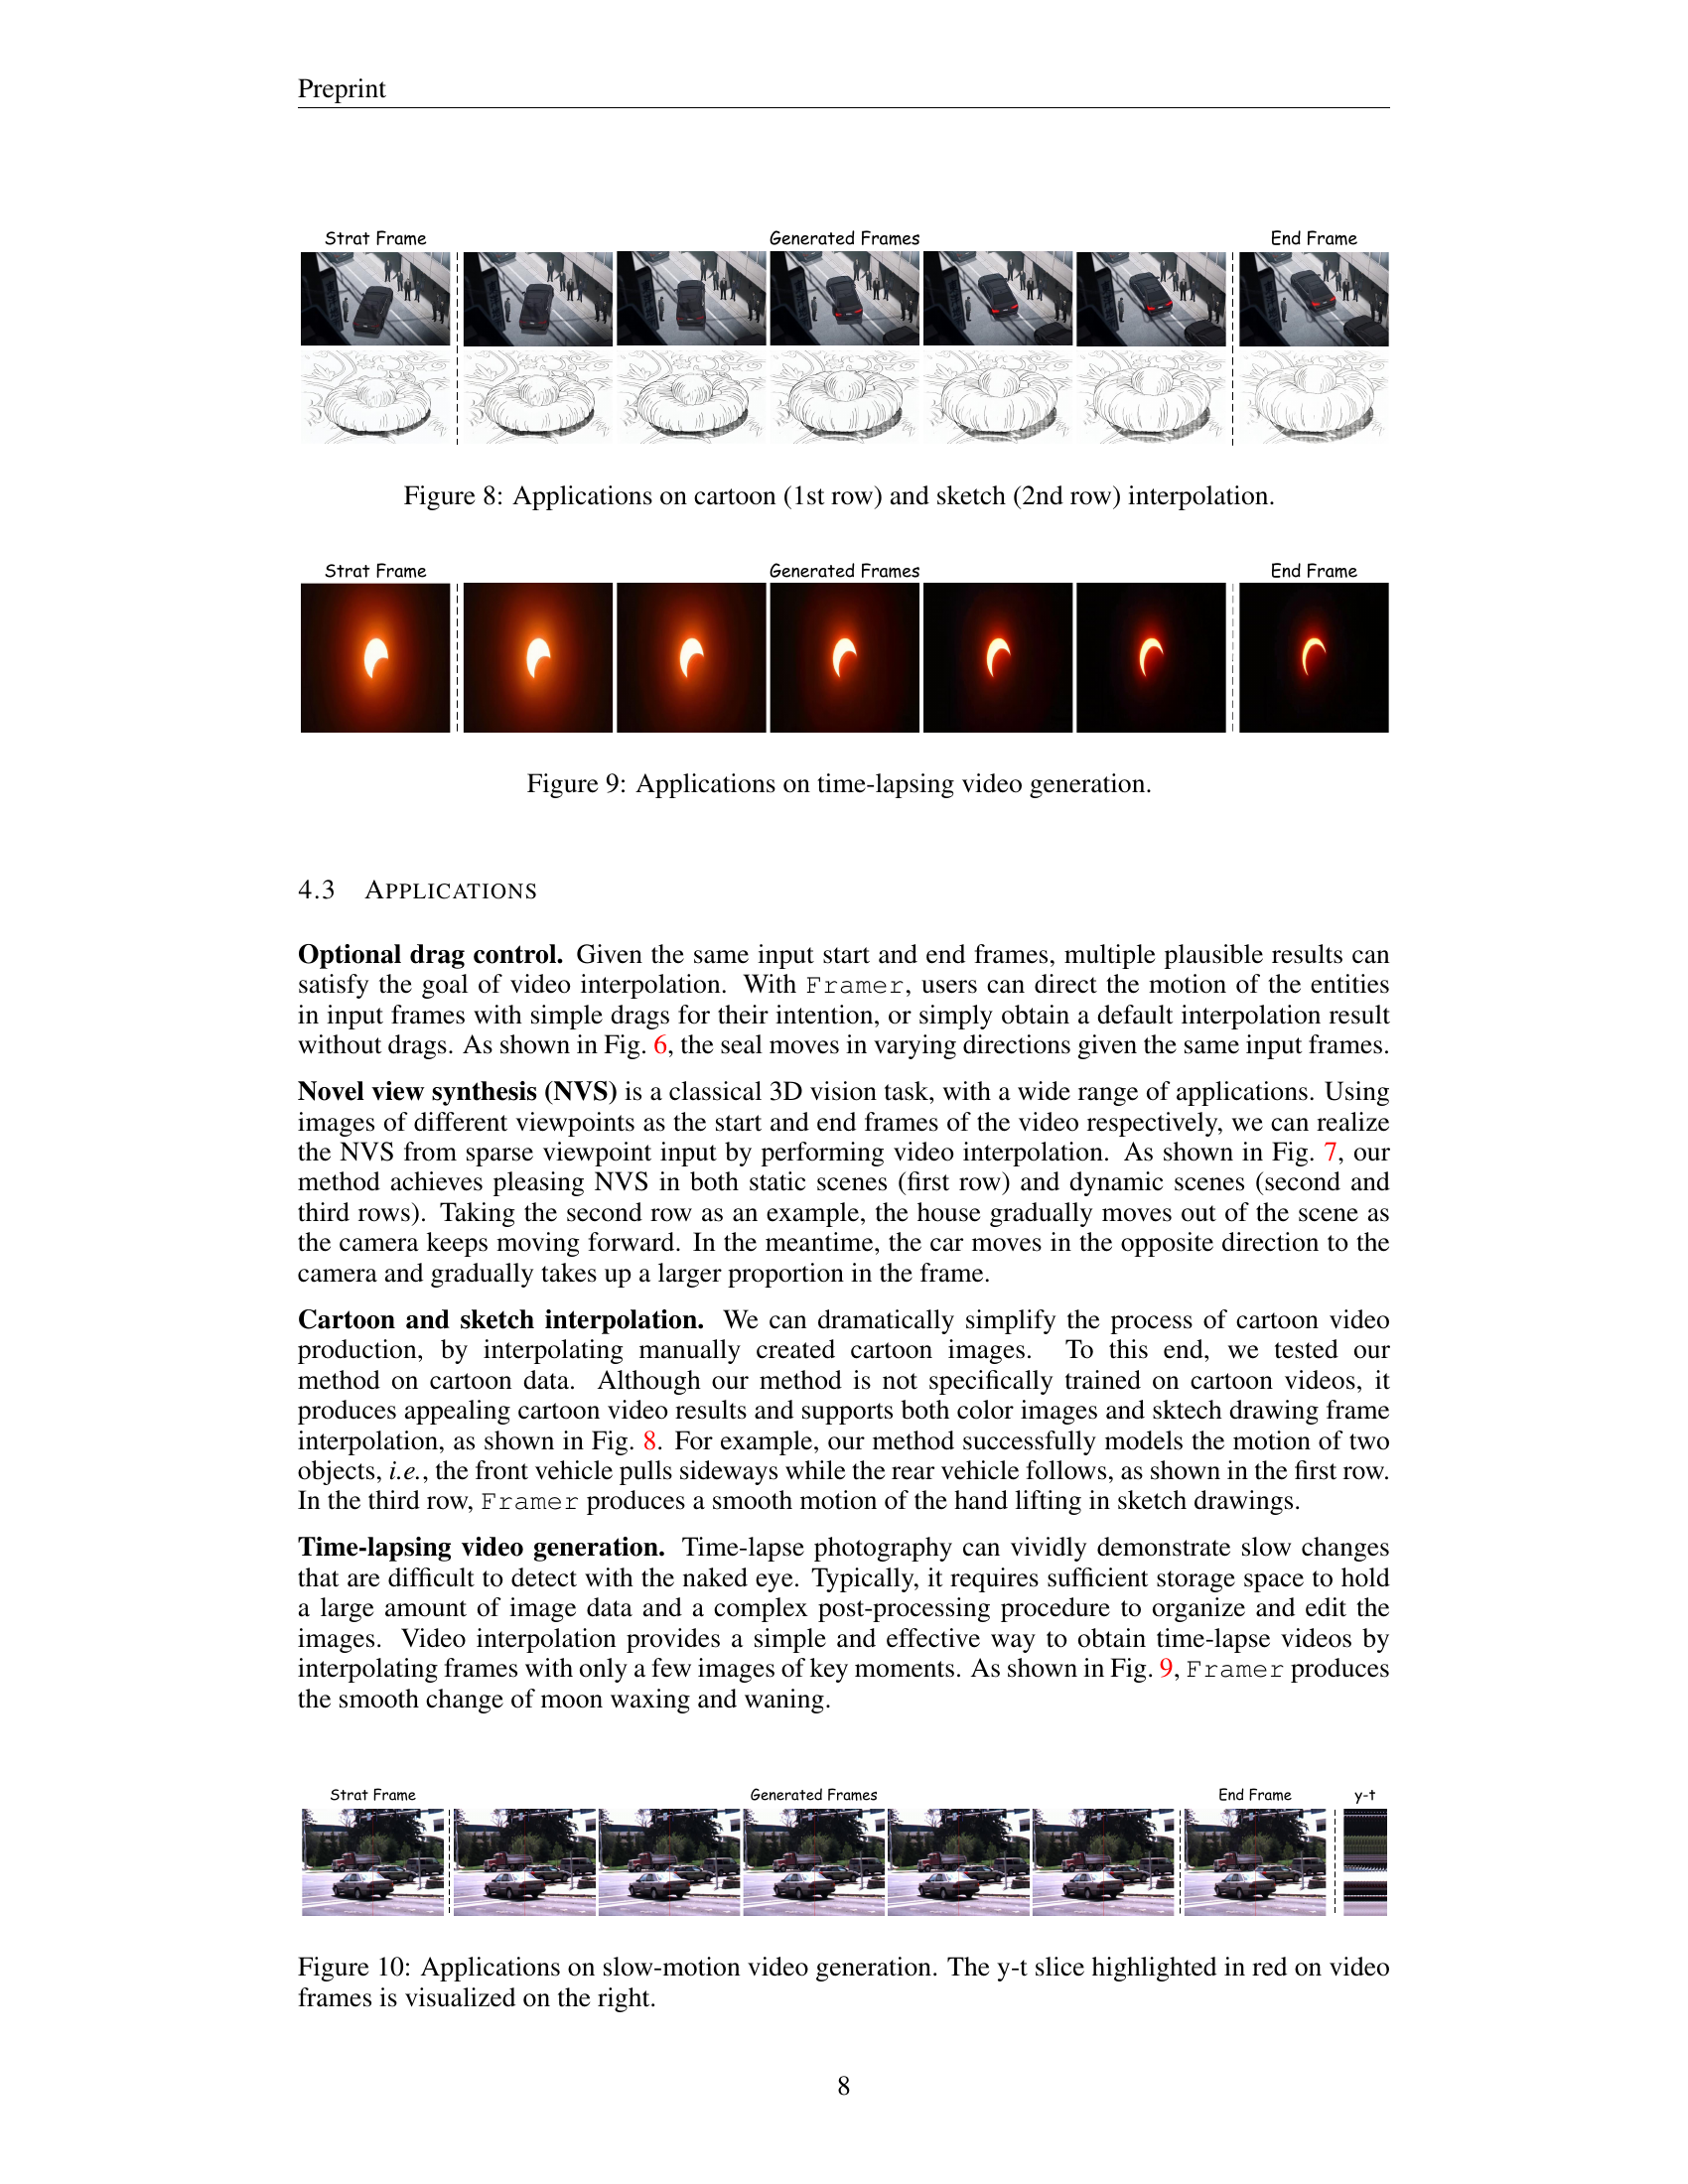 Preprint
Strat Frame Generated Frames End Frame
Figure 8: Applications on cartoon (1st row) and sketch (2nd row) interpolation.
Strat Frame Generated Frames End Frame
Figure 9: Applications on time-lapsing video generation.
4.3 APPLICATIONS
Optional drag control. Given the same input start and end frames, multiple plausible results can
satisfy the goal of video interpolation. With Framer, users can direct the motion of the entities
in input frames with simple drags for their intention, or simply obtain a default interpolation result
without drags. As shown in Fig. 6, the seal moves in varying directions given the same input frames.
Novel view synthesis (NVS) is a classical 3D vision task, with a wide range of applications. Using
images of different viewpoints as the start and end frames of the video respectively, we can realize
the NVS from sparse viewpoint input by performing video interpolation. As shown in Fig. 7, our
method achieves pleasing NVS in both static scenes (first row) and dynamic scenes (second and
third rows). Taking the second row as an example, the house gradually moves out of the scene as
the camera keeps moving forward. In the meantime, the car moves in the opposite direction to the
camera and gradually takes up a larger proportion in the frame.
Cartoon and sketch interpolation. We can dramatically simplify the process of cartoon video
production, by interpolating manually created cartoon images. To this end, we tested our
method on cartoon data. Although our method is not specifically trained on cartoon videos, it
produces appealing cartoon video results and supports both color images and sktech drawing frame
interpolation, as shown in Fig. 8. For example, our method successfully models the motion of two
objects, i.e., the front vehicle pulls sideways while the rear vehicle follows, as shown in the first row.
In the third row, Framer produces a smooth motion of the hand lifting in sketch drawings.
Time-lapsing video generation. Time-lapse photography can vividly demonstrate slow changes
that are difficult to detect with the naked eye. Typically, it requires sufficient storage space to hold
a large amount of image data and a complex post-processing procedure to organize and edit the
images. Video interpolation provides a simple and effective way to obtain time-lapse videos by
interpolating frames with only a few images of key moments. As shown in Fig. 9, Framer produces
the smooth change of moon waxing and waning.
Strat Frame Generated Frames End Frame y-t
Figure 10: Applications on slow-motion video generation. The y-t slice highlighted in red on video
frames is visualized on the right.
8